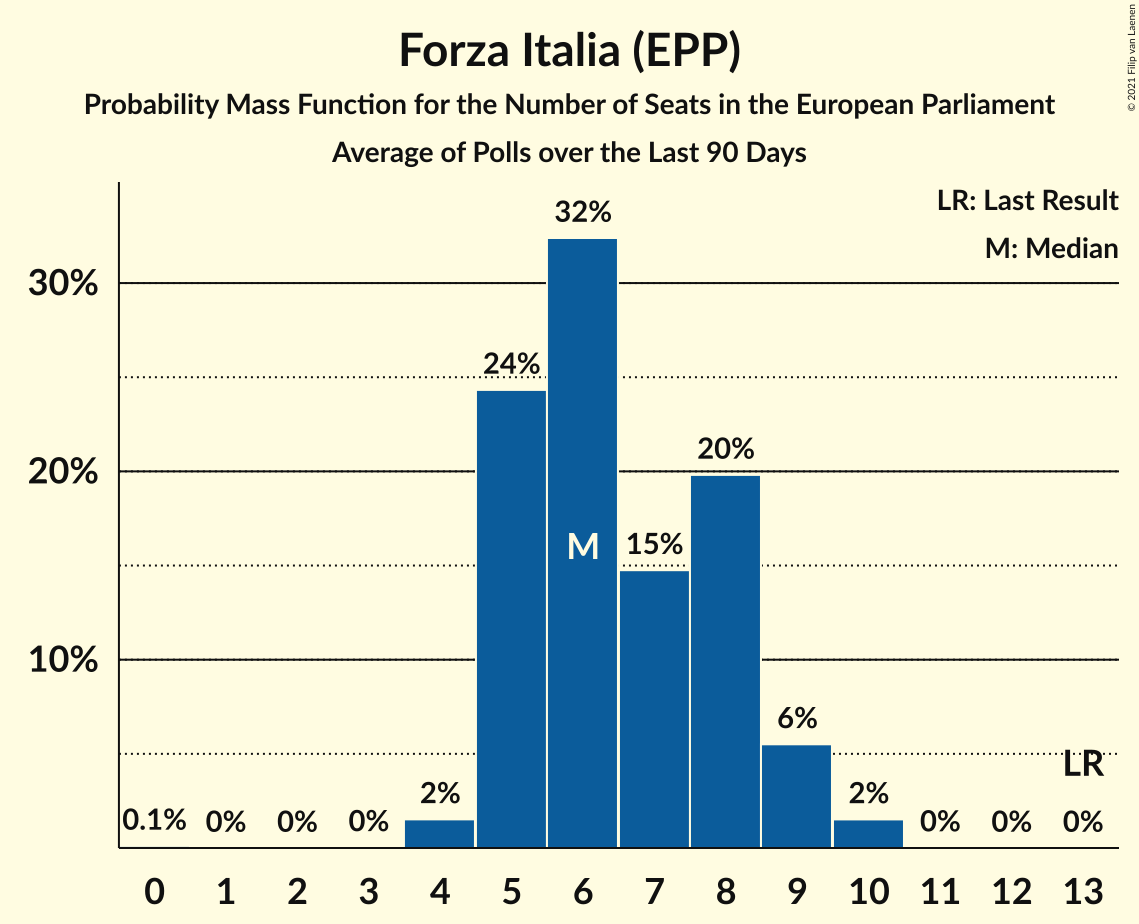 Forza Italia (EPP)
Probability Mass Function for the Number of Seats in the European Parliament
Average of Polls over the Last 90 Days
© 2021 Filip van Laenen
LR: Last Result
M: Median
32%
30%
24%
20%
20%
M
15%
10%
6%
LR
2%
2%
0.1%
0%
0%
0%
0%
0%
0%
0 1 2 3 4 5 6 7 8 9 10 11 12 13